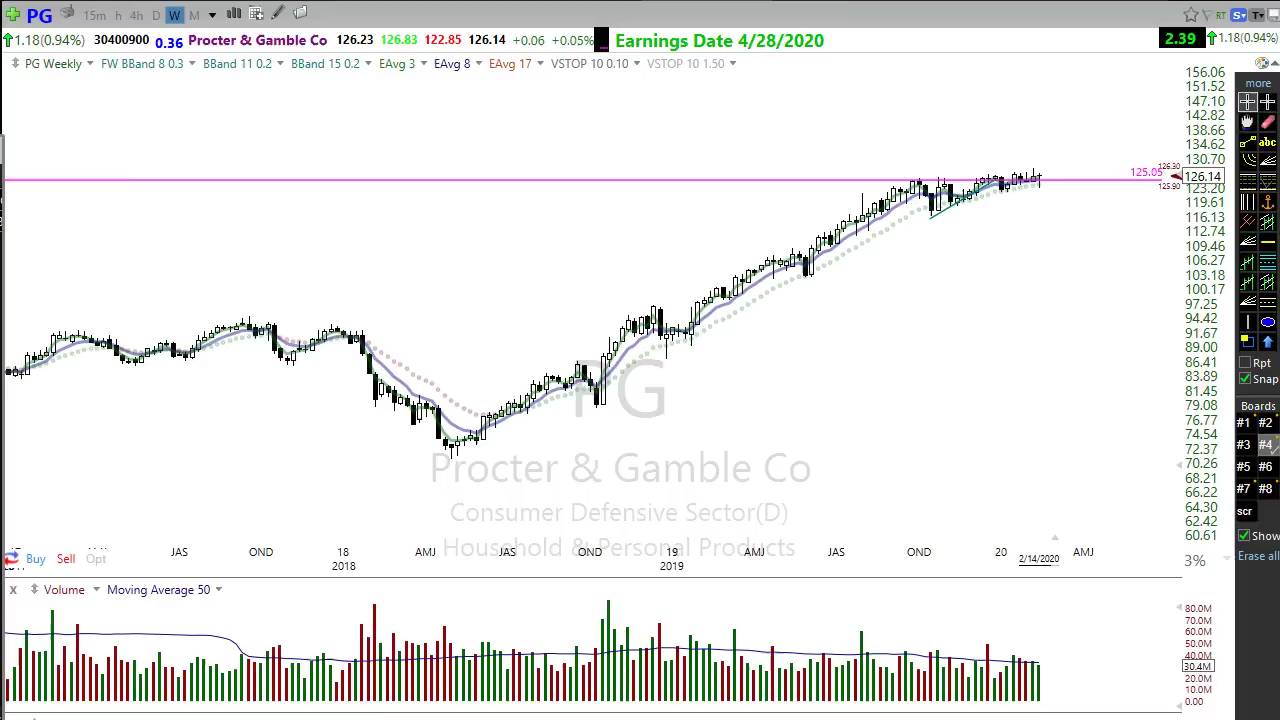 PG 15m h 4h D W M RT S T
1.18(0.94%) 30400900 0.36 Procter & Gamble Co 126.23 126.83 122.85 126.14 +0.06 +0.05% Earnings Date 4/28/2020 2.39 1.18(0.94%)
PG Weekly FW BBand 8 0.3 BBand 11 0.2 BBand 15 0.2 EAvg 3 EAvg 8 EAvg 17 VSTOP 10 0.10 VSTOP 10 1.50
156.06
151.52
147.10
142.82
138.66
134.62
130.70
125.05 126.30
126.14
125.90
123.20
119.61
116.13
112.74
109.46
106.27
103.18
100.17
97.25
94.42
91.67
89.00
86.41
83.89
81.45
79.08
76.77
74.54
72.37
70.26
68.21
66.22
64.30
62.42
60.61
PG
Procter & Gamble Co
Consumer Defensive Sector(D)
Household & Personal Products
JAS OND 18 AMJ JAS OND 19 AMJ JAS OND 20 AMJ
Buy Sell Opt
2018 2019 2/14/2020
3%
X Volume Moving Average 50
80.0M
70.0M
60.0M
50.0M
40.0M
30.4M
20.0M
10.0M
0.00
more
abc
Rpt
Snap
Boards
#1 #2
#3 #4
#5 #6
#7 #8
scr
Show
Erase all